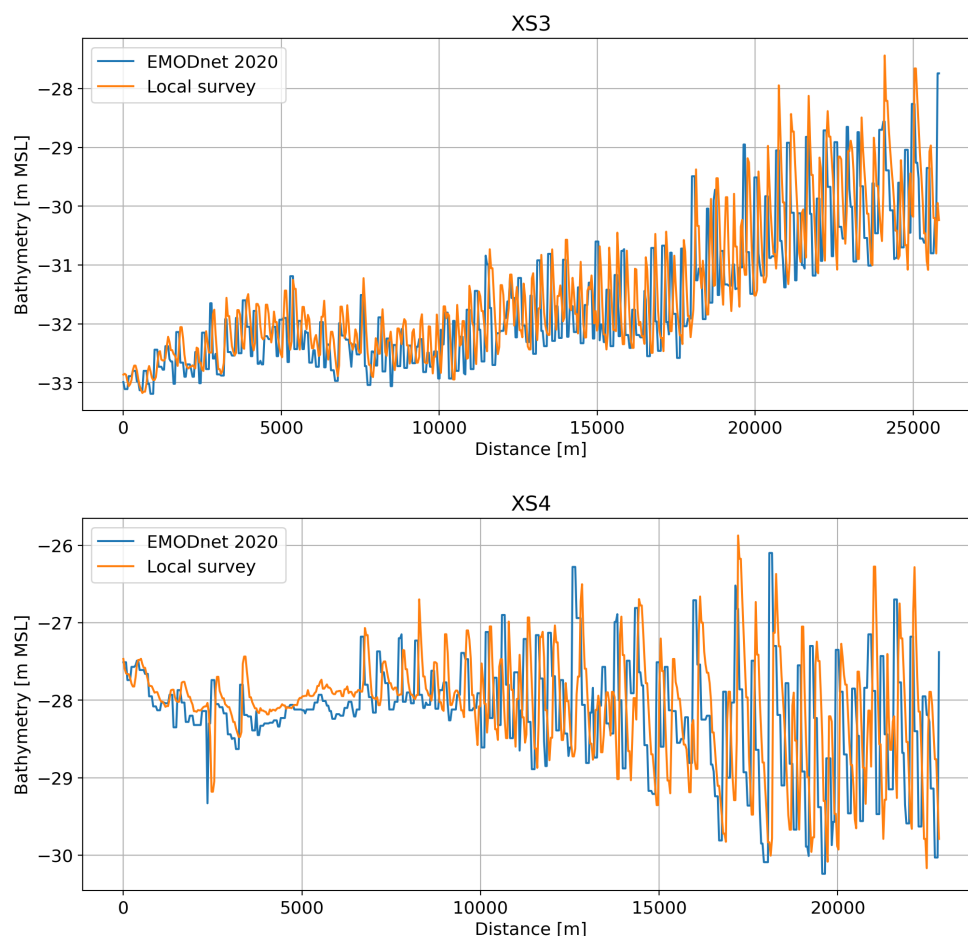 XS3
EMODnet 2020
Local survey
−28
−29
−30
−31
−32
−33
Bathymetry [m MSL]
0 5000 10000 15000 20000 25000
Distance [m]
XS4
EMODnet 2020
Local survey
−26
−27
−28
−29
−30
Bathymetry [m MSL]
0 5000 10000 15000 20000
Distance [m]